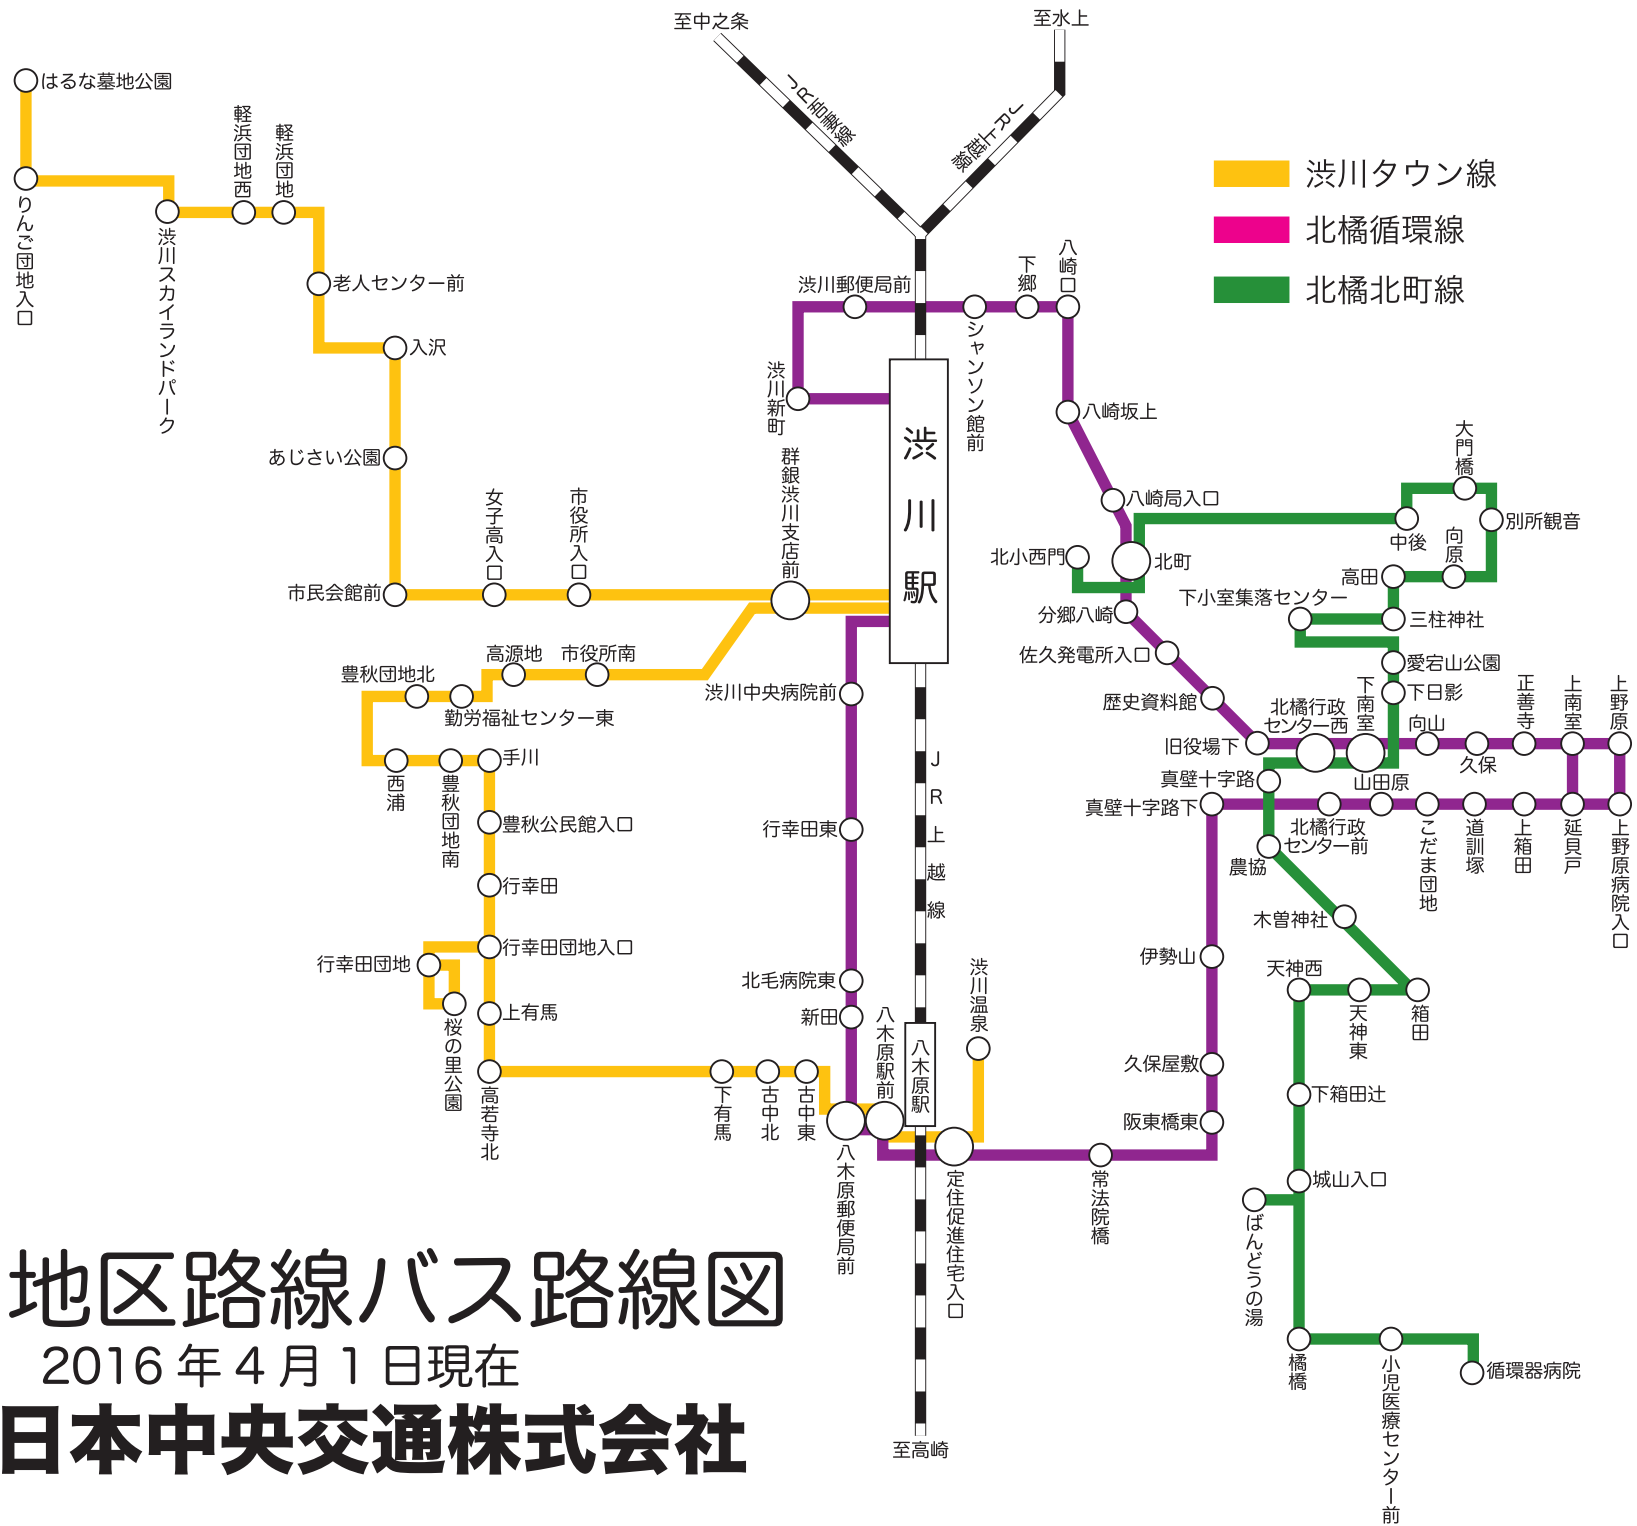 至中之条
至水上
JR吾妻線
JR上越線
はるな墓地公園
りんご団地入口
渋川スカイランドパーク
軽浜団地西
軽浜団地
老人センター前
入沢
あじさい公園
市民会館前
女子高入口
市役所入口
群銀渋川支店前
渋川タウン線
北橘循環線
北橘北町線
渋川郵便局前
渋川新町
シャンソン館前
下郷
八崎口
八崎坂上
八崎局入口
渋川駅
北小西門
北町
分郷八崎
佐久発電所入口
歴史資料館
旧役場下
大門橋
中後
向原
別所観音
高田
下小室集落センター
三柱神社
愛宕山公園
下日影
下南室
北橘行政
センター西
向山
久保
正善寺
上南室
上野原
真壁十字路
山田原
真壁十字路下
北橘行政
センター前
こだま団地
道訓塚
上箱田
延貝戸
上野原病院入口
農協
木曽神社
天神西
天神東
箱田
下箱田辻
城山入口
ばんどうの湯
橘橋
小児医療センター前
循環器病院
伊勢山
久保屋敷
阪東橋東
常法院橋
渋川中央病院前
行幸田東
北毛病院東
新田
八木原駅前
八木原駅
渋川温泉
JR上越線
八木原郵便局前
定住促進住宅入口
至高崎
市役所南
高源地
豊秋団地北
勤労福祉センター東
西浦
豊秋団地南
手川
豊秋公民館入口
行幸田
行幸田団地入口
行幸田団地
桜の里公園
上有馬
高若寺北
下有馬
古中北
古中東
地区路線バス路線図
2016 年 4 月 1 日現在
日本中央交通株式会社